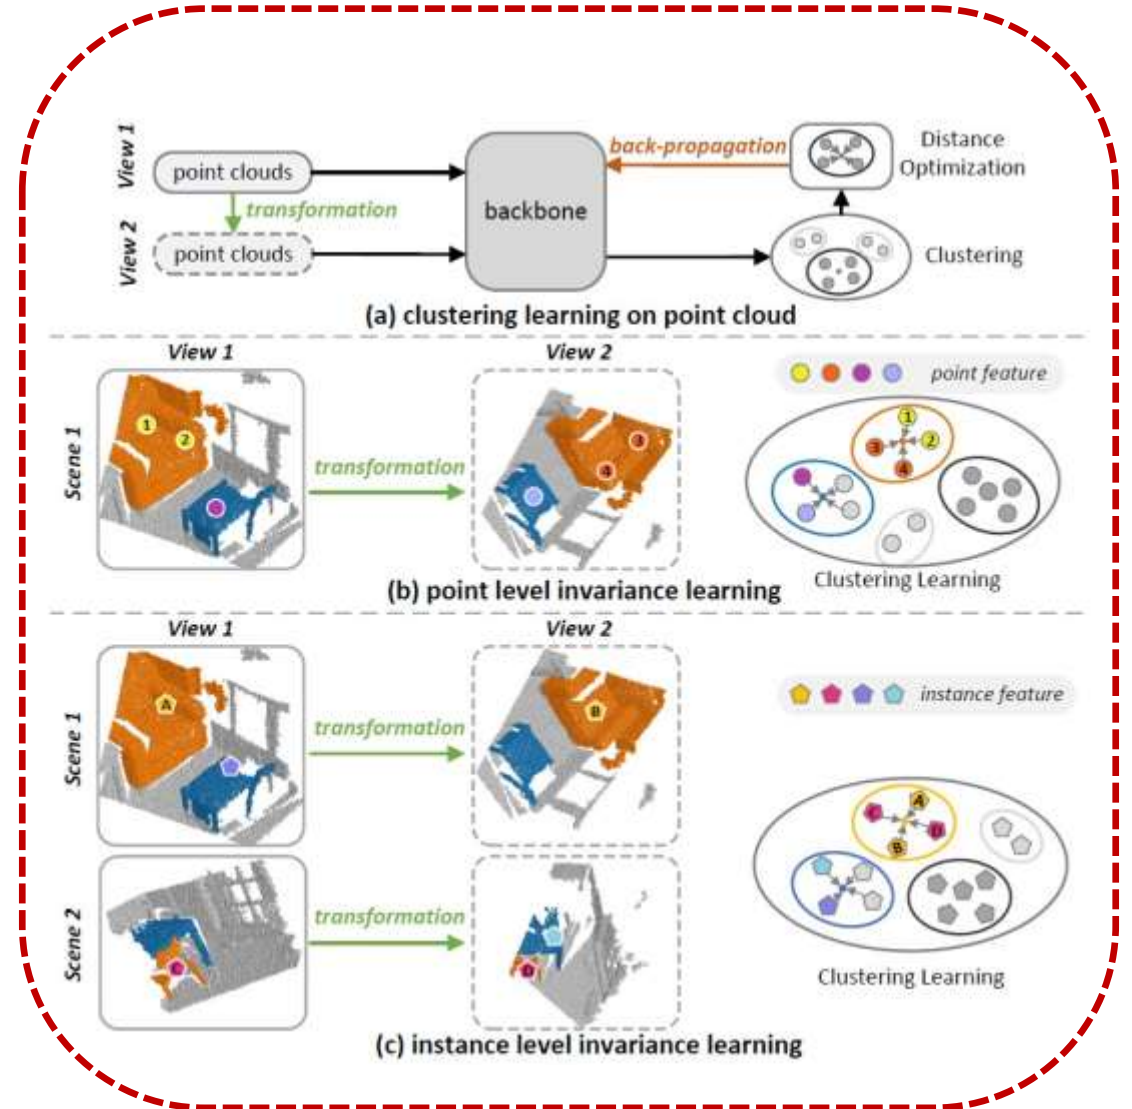 View 1
point clouds
transformation
View 2
point clouds
backbone
back-propagation
Distance
Optimization
Clustering
(a) clustering learning on point cloud
View 1
View 2
Scene 1
1
2
transformation
3
4
point feature
1
2
3
4
Clustering Learning
(b) point level invariance learning
View 1
View 2
Scene 1
A
transformation
B
instance feature
A
C
D
B
Scene 2
C
transformation
D
Clustering Learning
(c) instance level invariance learning